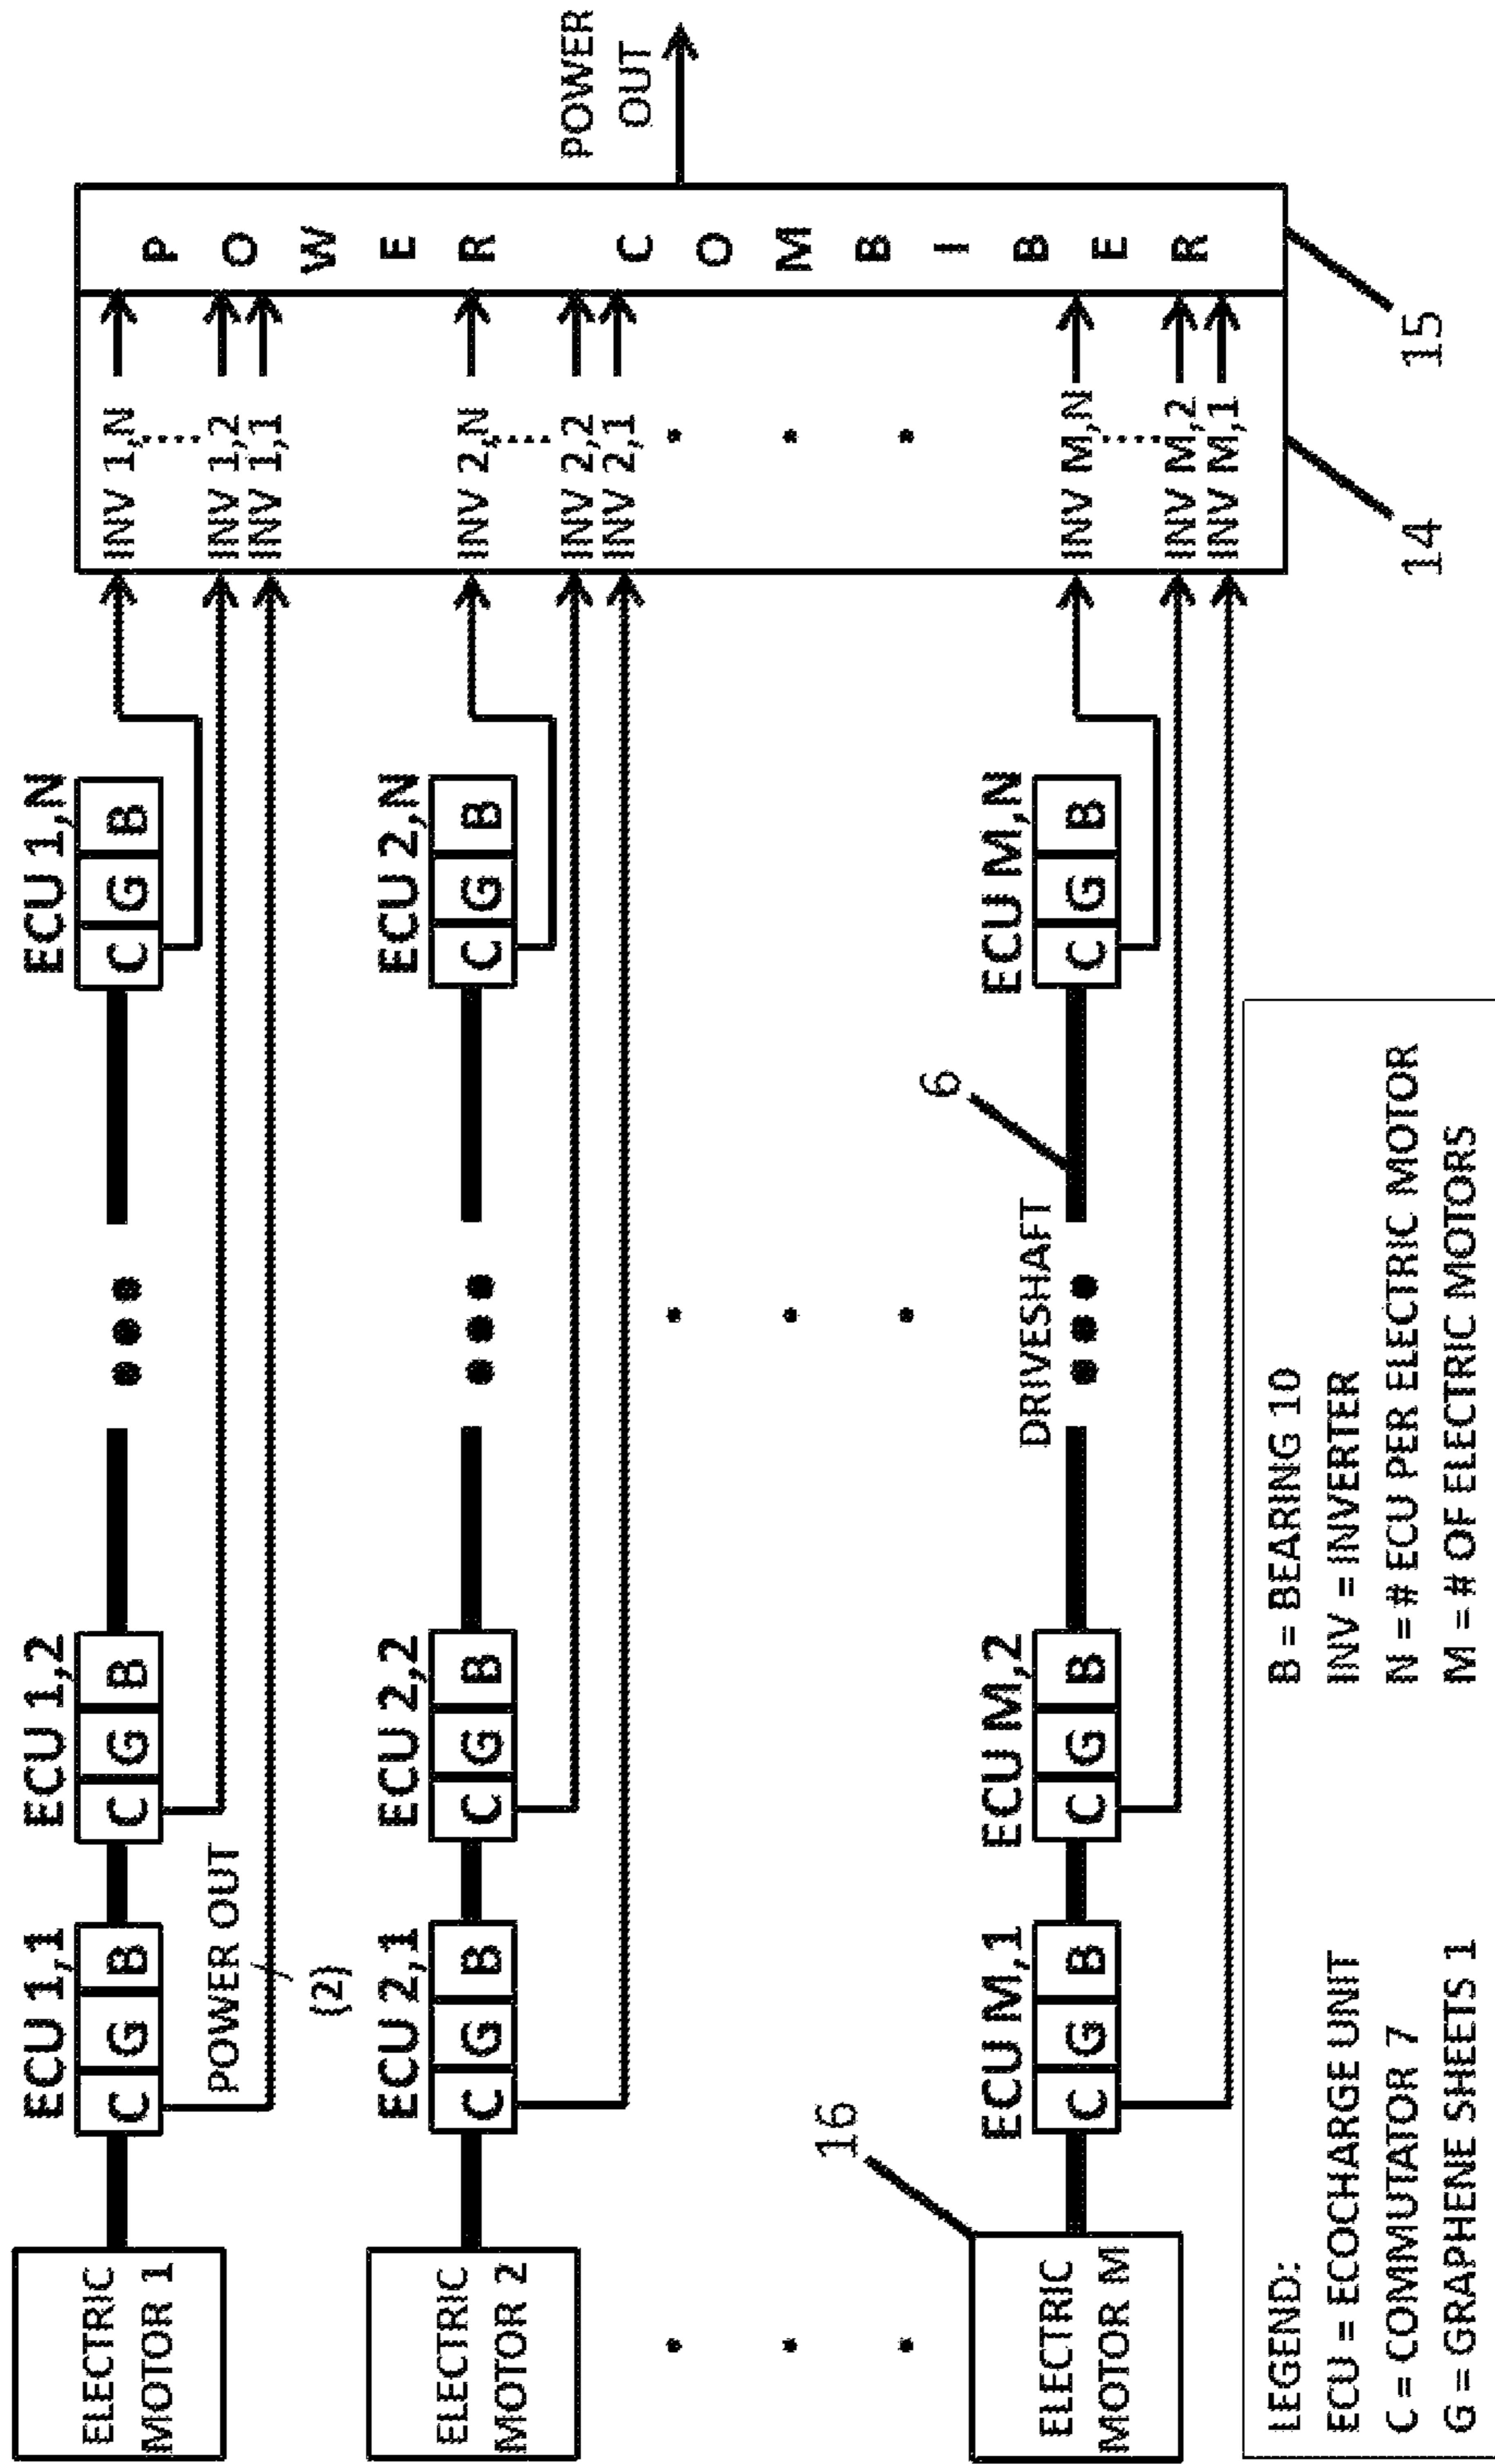 ECU 1,1
ECU 1,2
ECU 1,N
ELECTRIC
MOTOR 1
C G B
C G B
C G B
POWER OUT
{2}
INV 1,N
INV 1,2
INV 1,1
ECU 2,1
ECU 2,2
ECU 2,N
ELECTRIC
MOTOR 2
C G B
C G B
C G B
INV 2,N
INV 2,2
INV 2,1
16
DRIVESHAFT
6
ECU M,1
ECU M,2
ECU M,N
ELECTRIC
MOTOR M
C G B
C G B
C G B
INV M,N
INV M,2
INV M,1
POWER COMBIBER
POWER
OUT
14
15
LEGEND:
ECU = ECOCHARGE UNIT
C = COMMUTATOR 7
G = GRAPHENE SHEETS 1
B = BEARING 10
INV = INVERTER
N = # ECU PER ELECTRIC MOTOR
M = # OF ELECTRIC MOTORS